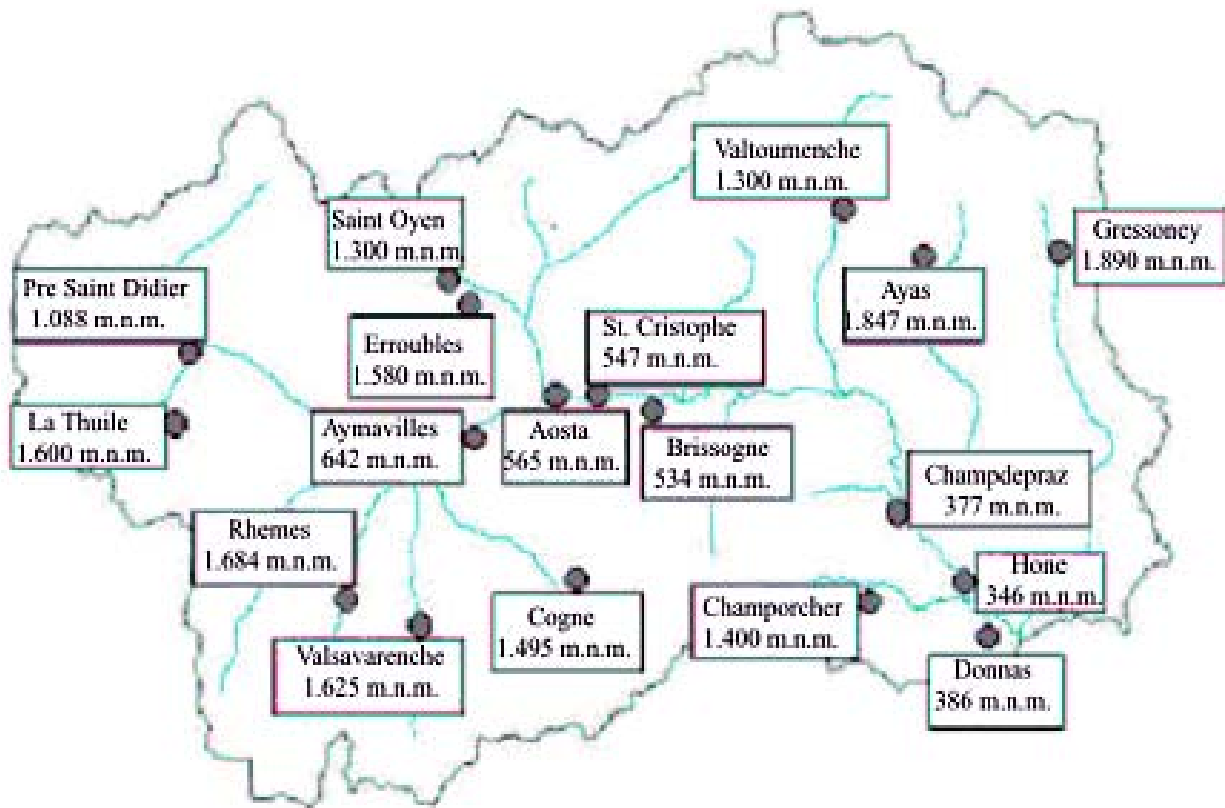 Valtoumenche
1.300 m.n.m.
Saint Oyen
1.300 m.n.m.
Gressoney
1.890 m.n.m.
Pre Saint Didier
1.088 m.n.m.
Ayas
1.847 m.n.m.
Erroubles
1.580 m.n.m.
St. Cristophe
547 m.n.m.
La Thuile
1.600 m.n.m.
Aymavilles
642 m.n.m.
Aosta
565 m.n.m.
Brissogne
534 m.n.m.
Champdepraz
377 m.n.m.
Rhemes
1.684 m.n.m.
Hone
346 m.n.m.
Cogne
1.495 m.n.m.
Champorcher
1.400 m.n.m.
Valsavarenche
1.625 m.n.m.
Donnas
386 m.n.m.